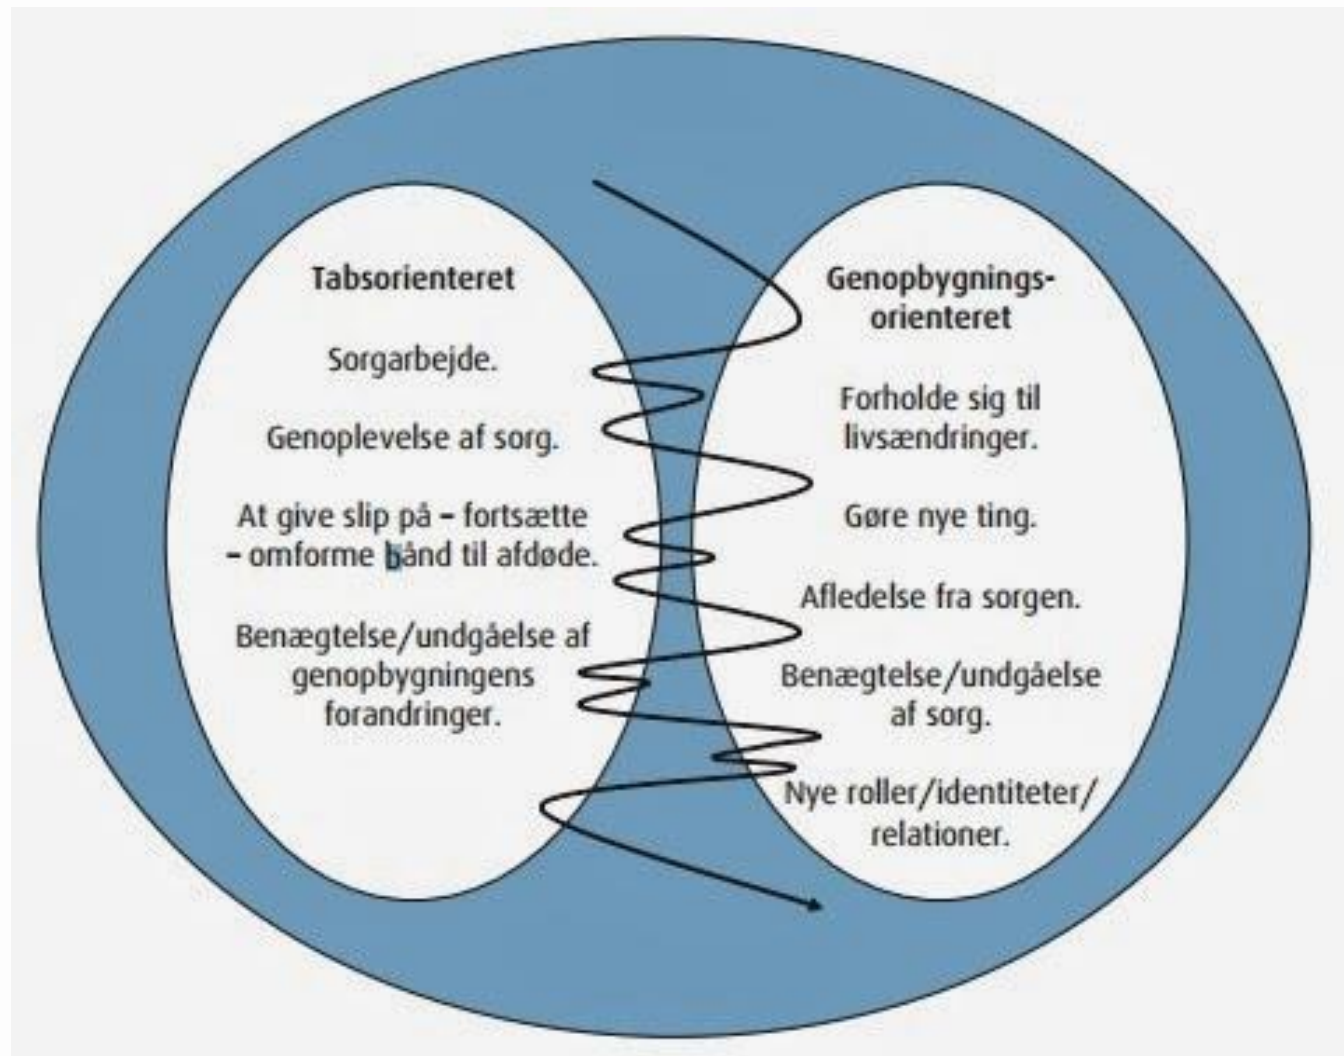 Tabsorienteret
Sorgarbejde.
Genoplevelse af sorg.
At give slip på – fortsætte
– omforme bånd til afdøde.
Benægtelse/undgåelse af
genopbygningens
forandringer.
Genopbygnings-
orienteret
Forholde sig til
livsændringer.
Gøre nye ting.
Afledelse fra sorgen.
Benægtelse/undgåelse
af sorg.
Nye roller/identiteter/
relationer.